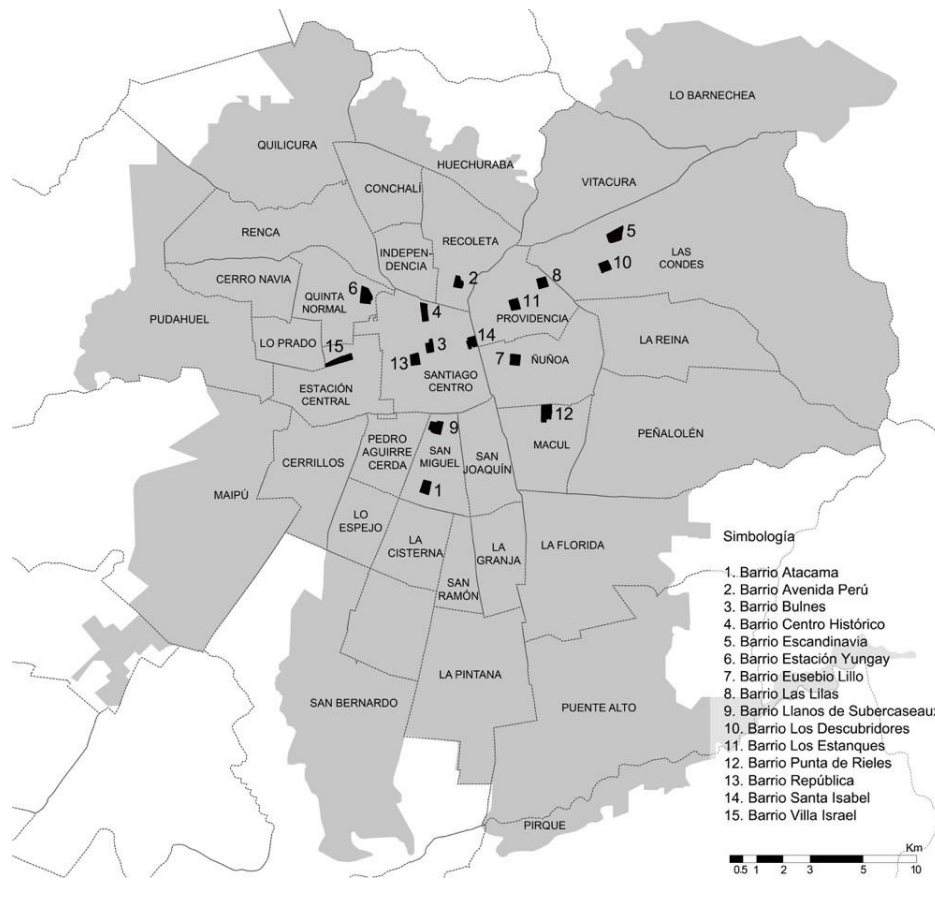 LO BARNECHEA
QUILICURA
HUECHURABA
VITACURA
CONCHALÍ
RENCA
RECOLETA
INDEPEN-
DENCIA
5
LAS
CONDES
10
CERRO NAVIA
2
8
6
QUINTA
NORMAL
11
4
PROVIDENCIA
PUDAHUEL
LO PRADO
15
14
3
13
7
ÑUÑOA
LA REINA
SANTIAGO
CENTRO
ESTACIÓN
CENTRAL
12
9
PEDRO
AGUIRRE
CERDA
SAN
MIGUEL
MACUL
PEÑALOLÉN
CERRILLOS
SAN
JOAQUÍN
1
MAIPÚ
LO
ESPEJO
LA
CISTERNA
LA
GRANJA
LA FLORIDA
SAN
RAMÓN
LA PINTANA
SAN BERNARDO
PUENTE ALTO
PIRQUE
Simbología
1. Barrio Atacama
2. Barrio Avenida Perú
3. Barrio Bulnes
4. Barrio Centro Histórico
5. Barrio Escandinavia
6. Barrio Estación Yungay
7. Barrio Eusebio Lillo
8. Barrio Las Lilas
9. Barrio Llanos de Subercaseaux
10. Barrio Los Descubridores
11. Barrio Los Estanques
12. Barrio Punta de Rieles
13. Barrio República
14. Barrio Santa Isabel
15. Barrio Villa Israel
Km
0.5 1 2 3 5 10